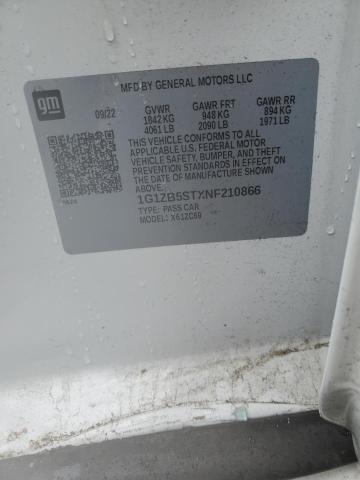 MFD BY GENERAL MOTORS LLC
gm
09/22 GVWR GAWR FRT GAWR RR
1842 KG 948 KG 894 KG
4061 LB 2090 LB 1971 LB
THIS VEHICLE CONFORMS TO ALL
APPLICABLE U.S. FEDERAL MOTOR
VEHICLE SAFETY, BUMPER, AND THEFT
PREVENTION STANDARDS IN EFFECT ON
THE DATE OF MANUFACTURE SHOWN ABOVE.
1G1ZB5STXNF210866
TYPE: PASS CAR
MODEL: X61ZC69